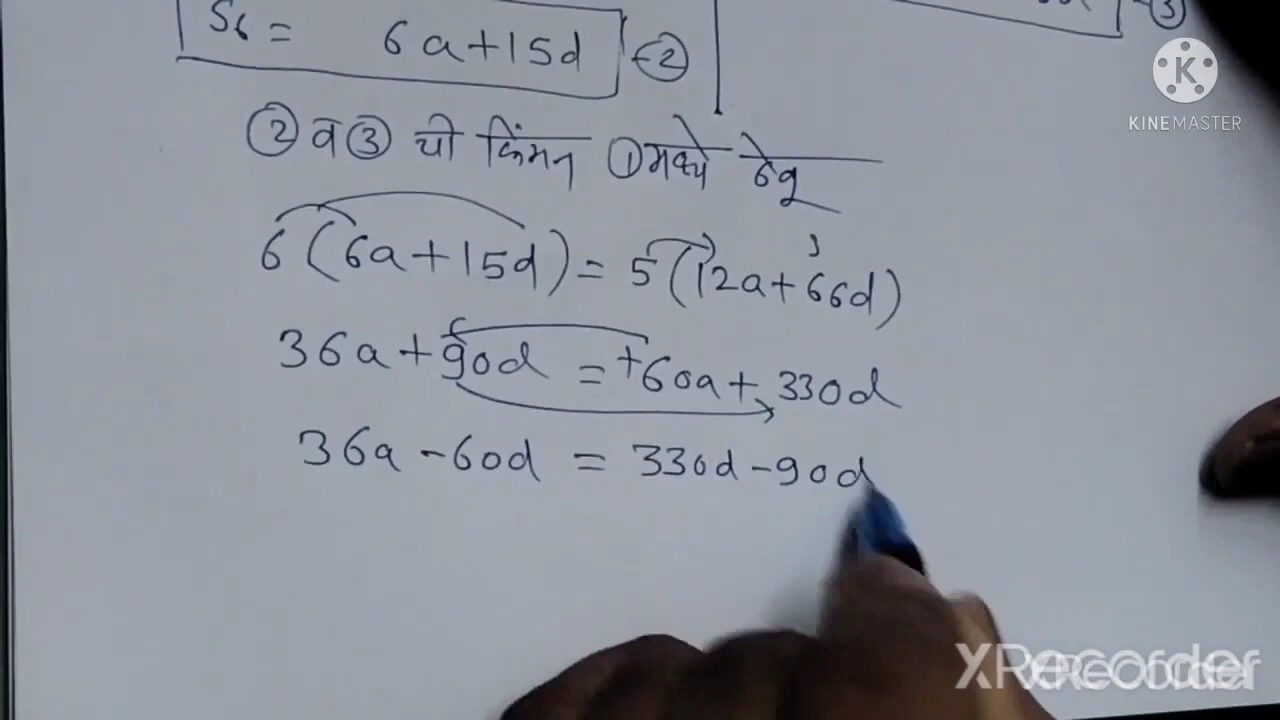 S₆ = 6a+15d -②
-③
KINEMASTER
② व ③ ची किंमत ① मध्ये ठेवू
6(6a+15d) = 5(12a+66d)
36a+90d = +60a+330d
36a-60d = 330d-90d
XRecorder